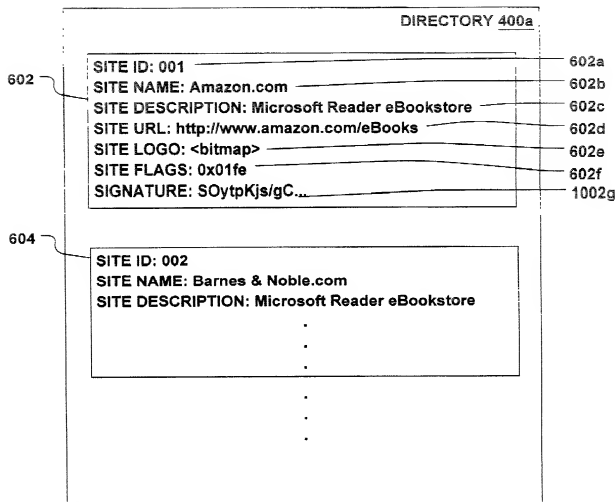 DIRECTORY 400a
602
SITE ID: 001 602a
SITE NAME: Amazon.com 602b
SITE DESCRIPTION: Microsoft Reader eBookstore 602c
SITE URL: http://www.amazon.com/eBooks 602d
SITE LOGO: <bitmap> 602e
SITE FLAGS: 0x01fe 602f
SIGNATURE: SOytpKjs/gC... 1002g
604
SITE ID: 002
SITE NAME: Barnes & Noble.com
SITE DESCRIPTION: Microsoft Reader eBookstore